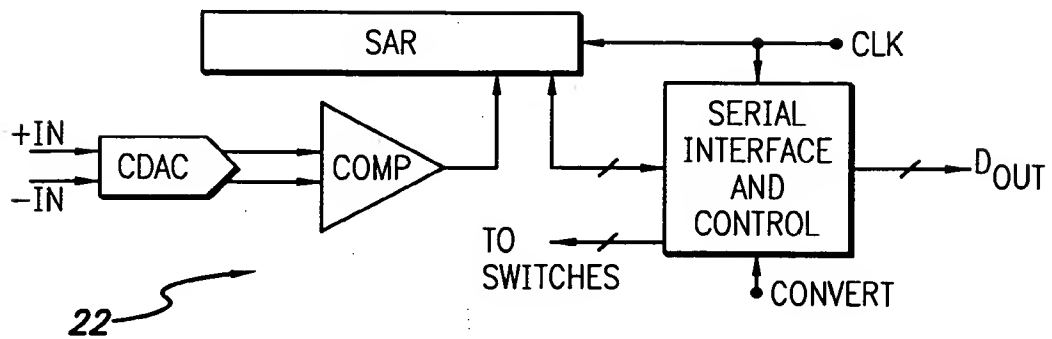 SAR
CLK
+IN
-IN
CDAC
COMP
SERIAL
INTERFACE
AND
CONTROL
DOUT
TO
SWITCHES
CONVERT
22